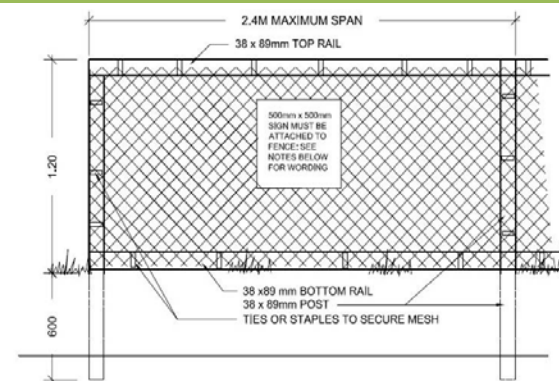 2.4M MAXIMUM SPAN
38 x 89mm TOP RAIL
500mm x 500mm
SIGN MUST BE
ATTACHED TO
FENCE: SEE
NOTES BELOW
FOR WORDING
1.20
38 x89 mm BOTTOM RAIL
38 x 89mm POST
TIES OR STAPLES TO SECURE MESH
600